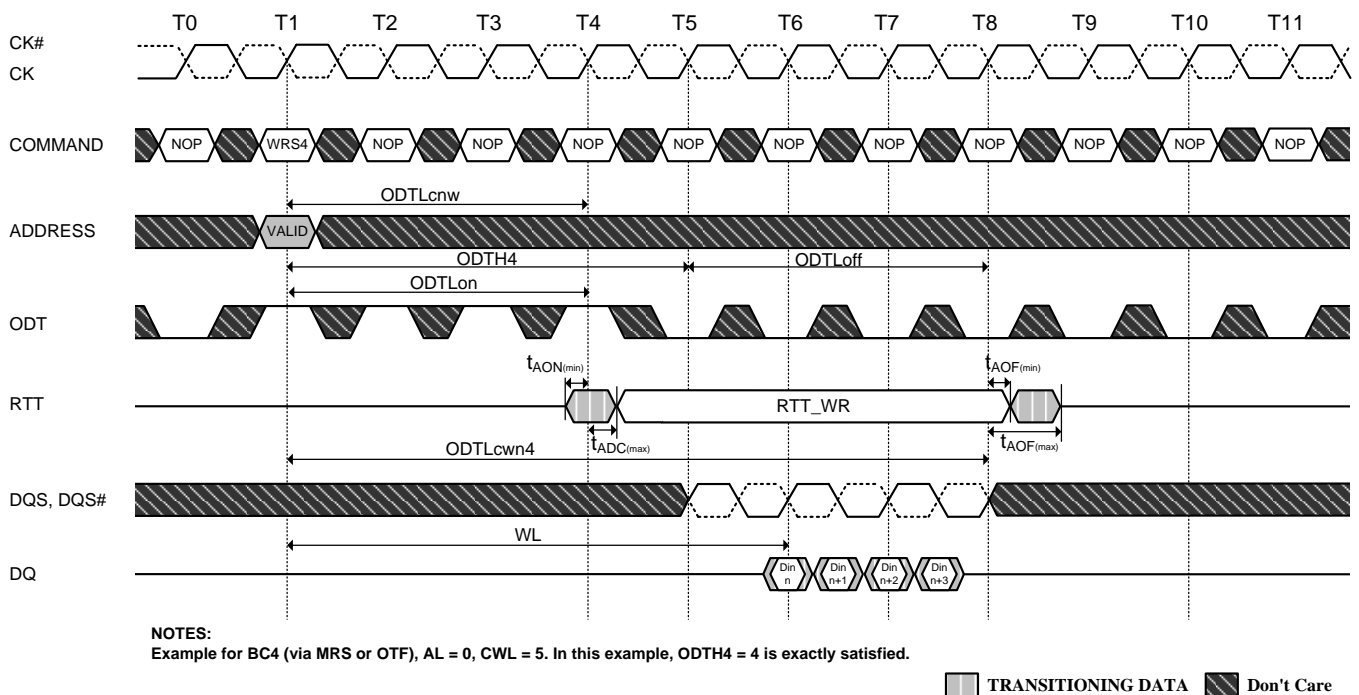 T0 T1 T2 T3 T4 T5 T6 T7 T8 T9 T10 T11
CK#
CK
COMMAND NOP WRS4 NOP NOP NOP NOP NOP NOP NOP NOP NOP NOP
ODTLcnw
ADDRESS VALID
ODTH4 ODTLoff
ODTLon
ODT
tAON(min) tAOF(min)
RTT RTT_WR
tADC(max) tAOF(max)
ODTLcwn4
DQS, DQS#
WL
DQ Din n Din n+1 Din n+2 Din n+3
NOTES:
Example for BC4 (via MRS or OTF), AL = 0, CWL = 5. In this example, ODTH4 = 4 is exactly satisfied.
TRANSITIONING DATA Don't Care